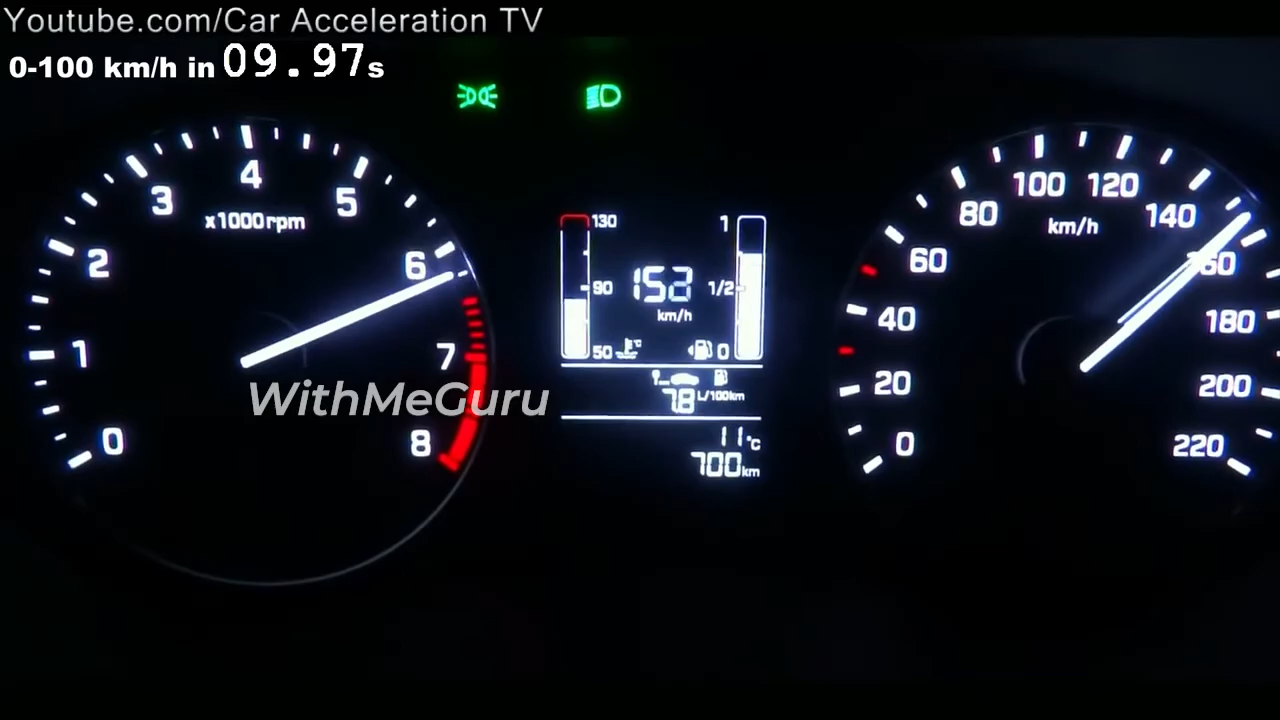 Youtube.com/Car Acceleration TV
0-100 km/h in 09.97s
0 1 2 3 4 5 6 7 8
x1000rpm
130
90
50
152
km/h
1
1/2
0
7.8 L/100km
11°C
700km
0 20 40 60 80 100 120 140 160 180 200 220
km/h
WithMeGuru